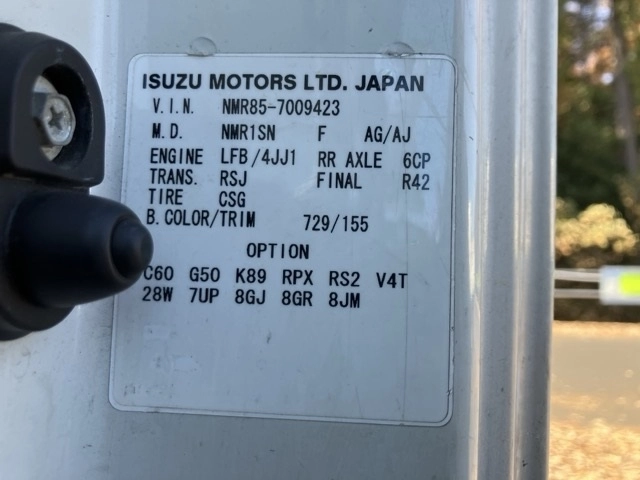 ISUZU MOTORS LTD. JAPAN
V.I.N. NMR85-7009423
M.D. NMR1SN F AG/AJ
ENGINE LFB/4JJ1 RR AXLE 6CP
TRANS. RSJ FINAL R42
TIRE CSG
B.COLOR/TRIM 729/155
OPTION
C60 G50 K89 RPX RS2 V4T
28W 7UP 8GJ 8GR 8JM